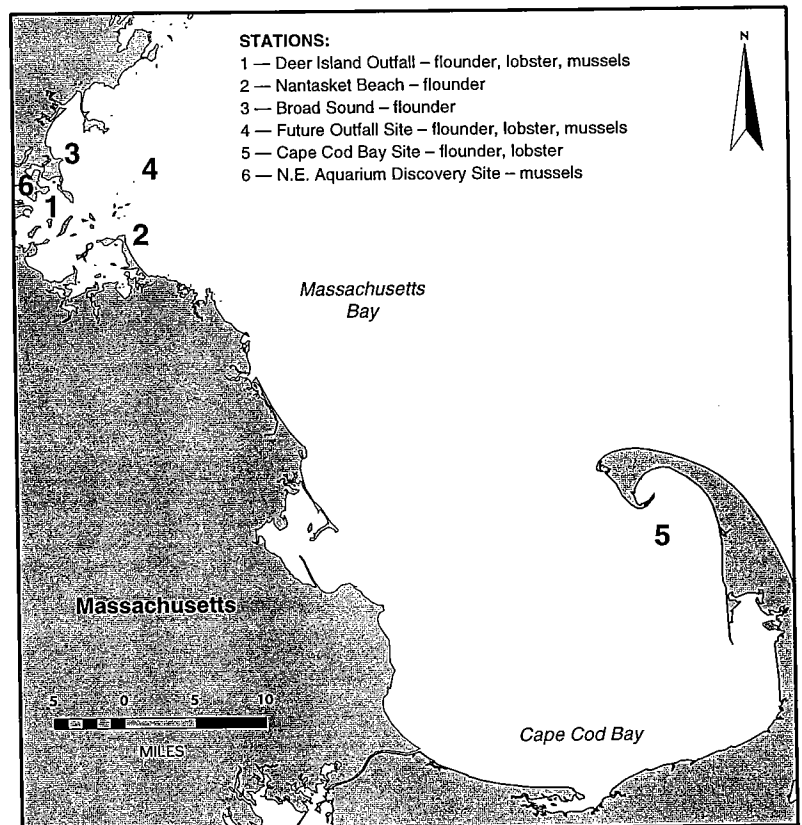 STATIONS:
1 — Deer Island Outfall – flounder, lobster, mussels
2 — Nantasket Beach – flounder
3 — Broad Sound – flounder
4 — Future Outfall Site – flounder, lobster, mussels
5 — Cape Cod Bay Site – flounder, lobster
6 — N.E. Aquarium Discovery Site – mussels
N
3
4
6
1
2
Massachusetts
Bay
5
Massachusetts
5 0 5 10
MILES
Cape Cod Bay